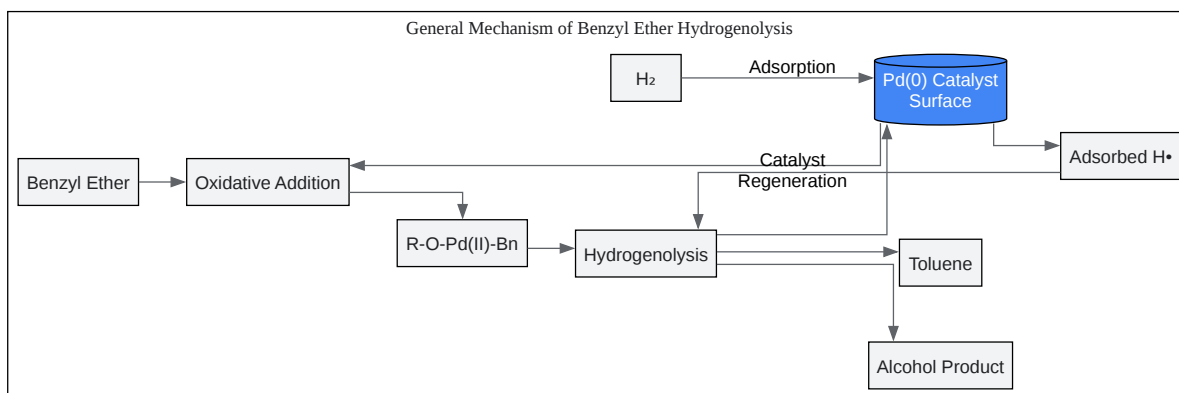 General Mechanism of Benzyl Ether Hydrogenolysis
H₂
Adsorption
Pd(0) Catalyst
Surface
Adsorbed H•
Benzyl Ether
Oxidative Addition
Catalyst
Regeneration
R-O-Pd(II)-Bn
Hydrogenolysis
Toluene
Alcohol Product